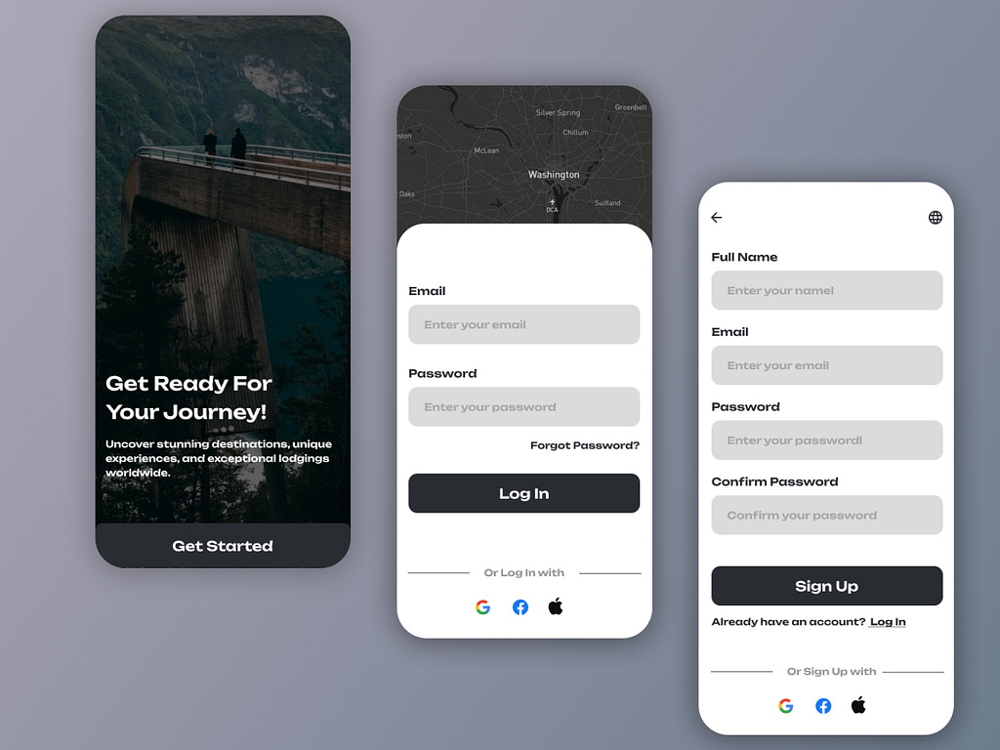 Get Ready For
Your Journey!
Uncover stunning destinations, unique
experiences, and exceptional lodgings
worldwide.
Get Started
Greenbelt
Silver Spring
Chillum
McLean
Washington
Oaks
DCA
Suitland
Email
Enter your email
Password
Enter your password
Forgot Password?
Log In
Or Log In with
Full Name
Enter your namel
Email
Enter your email
Password
Enter your passwordl
Confirm Password
Confirm your password
Sign Up
Already have an account? Log In
Or Sign Up with